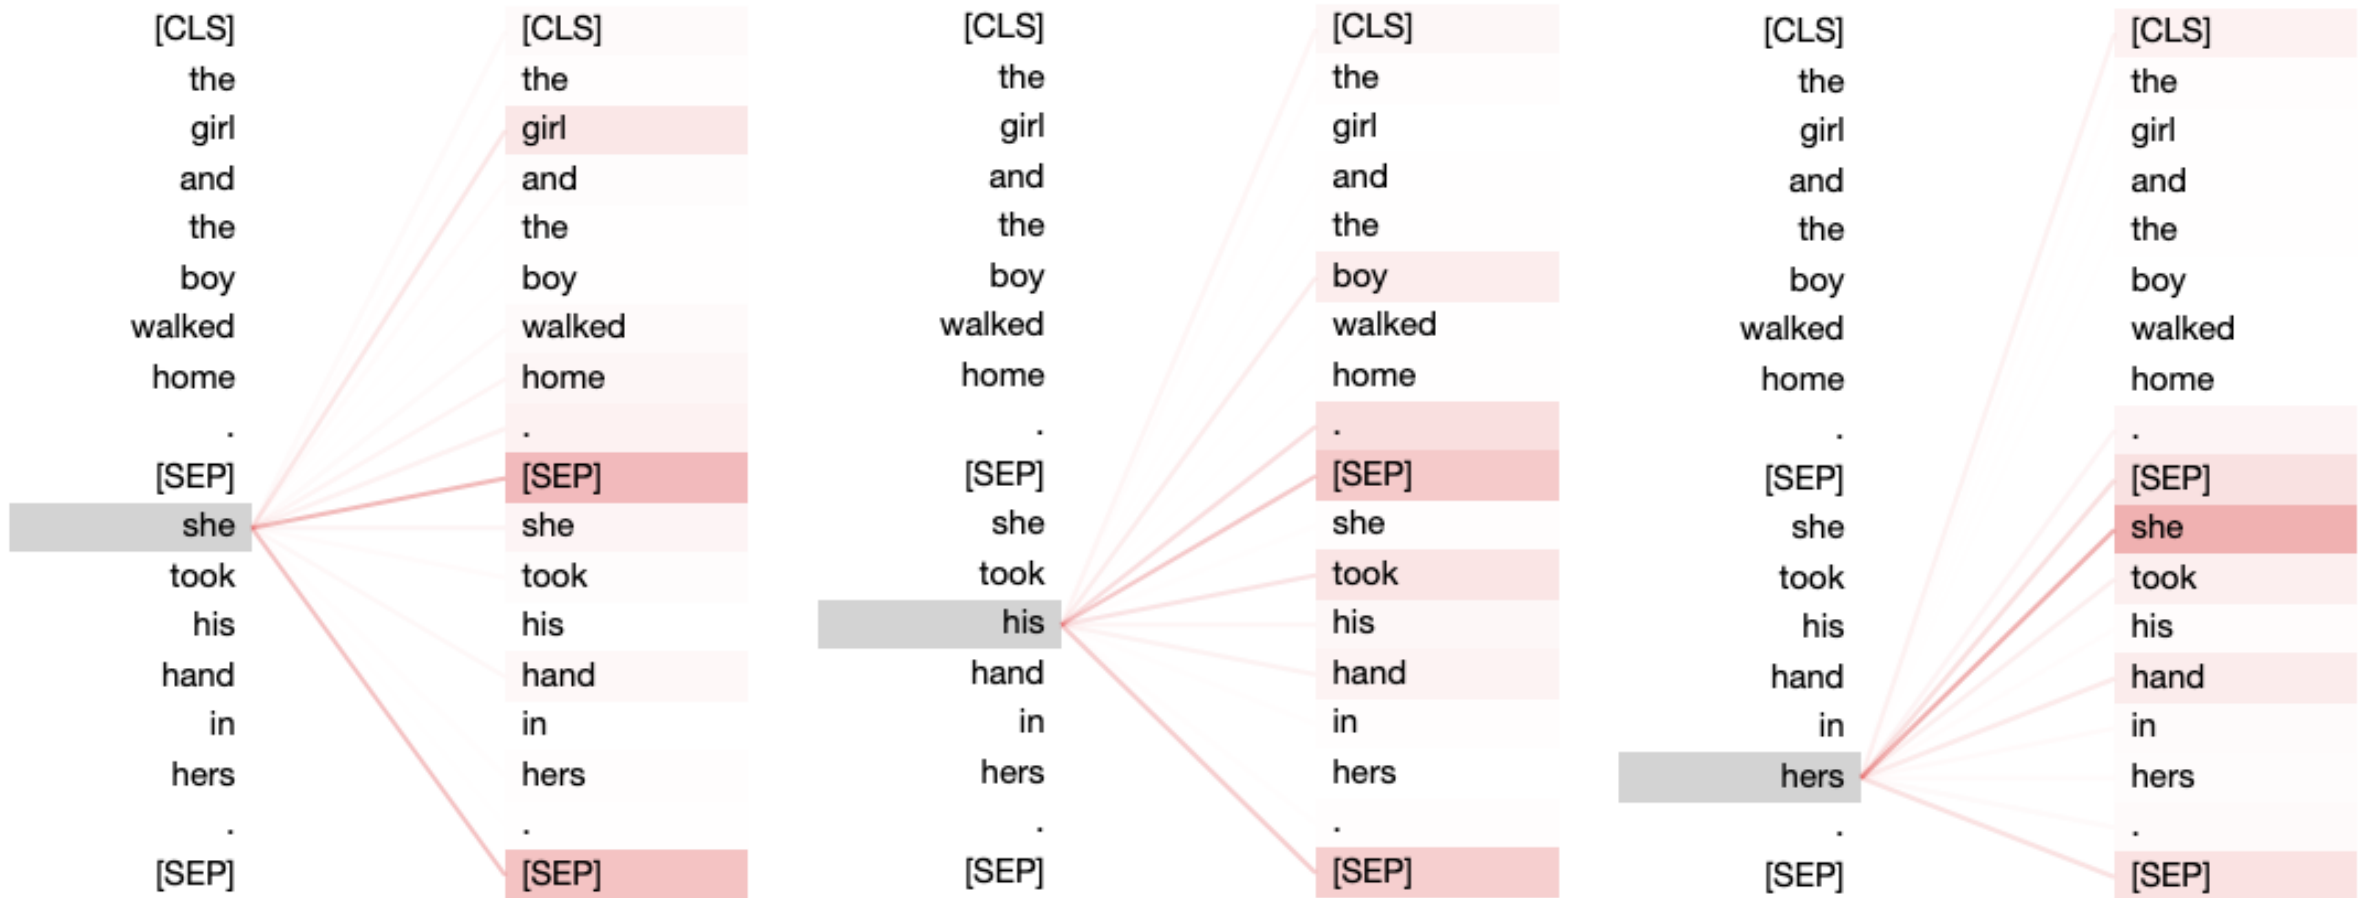 [CLS] [CLS] [CLS] [CLS] [CLS] [CLS]
the the the the the the
girl girl girl girl girl girl
and and and and and and
the the the the the the
boy boy boy boy boy boy
walked walked walked walked walked walked
home home home home home home
. . . . . .
[SEP] [SEP] [SEP] [SEP] [SEP] [SEP]
she she she she she she
took took took took took took
his his his his his his
hand hand hand hand hand hand
in in in in in in
hers hers hers hers hers hers
. . . . . .
[SEP] [SEP] [SEP] [SEP] [SEP] [SEP]